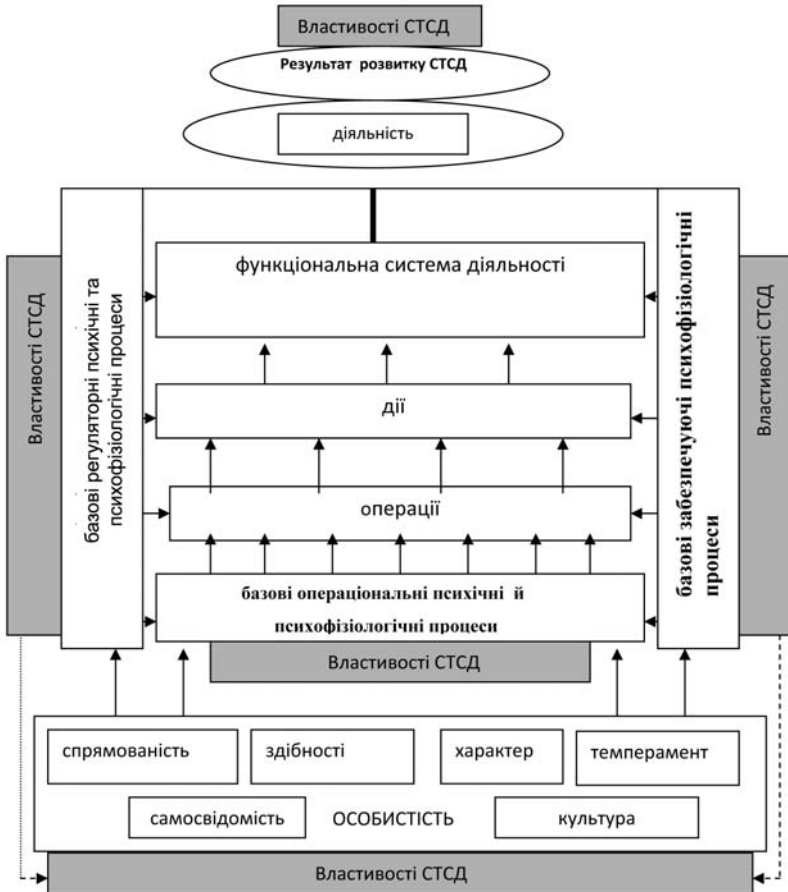 Властивості СТСД
Результат розвитку СТСД
діяльність
базові регуляторні психічні та
психофізіологічні процеси
Властивості СТСД
функціональна система діяльності
дії
операції
базові операціональні психічні й
психофізіологічні процеси
Властивості СТСД
базові забезпечуючі психофізіологічні
процеси
Властивості СТСД
спрямованість
здібності
характер
темперамент
самосвідомість
ОСОБИСТІСТЬ
культура
Властивості СТСД